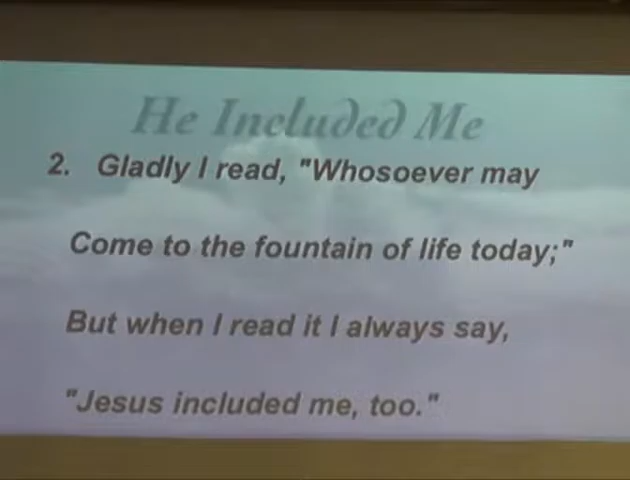 He Included Me
2. Gladly I read, "Whosoever may
Come to the fountain of life today;"
But when I read it I always say,
"Jesus included me, too."